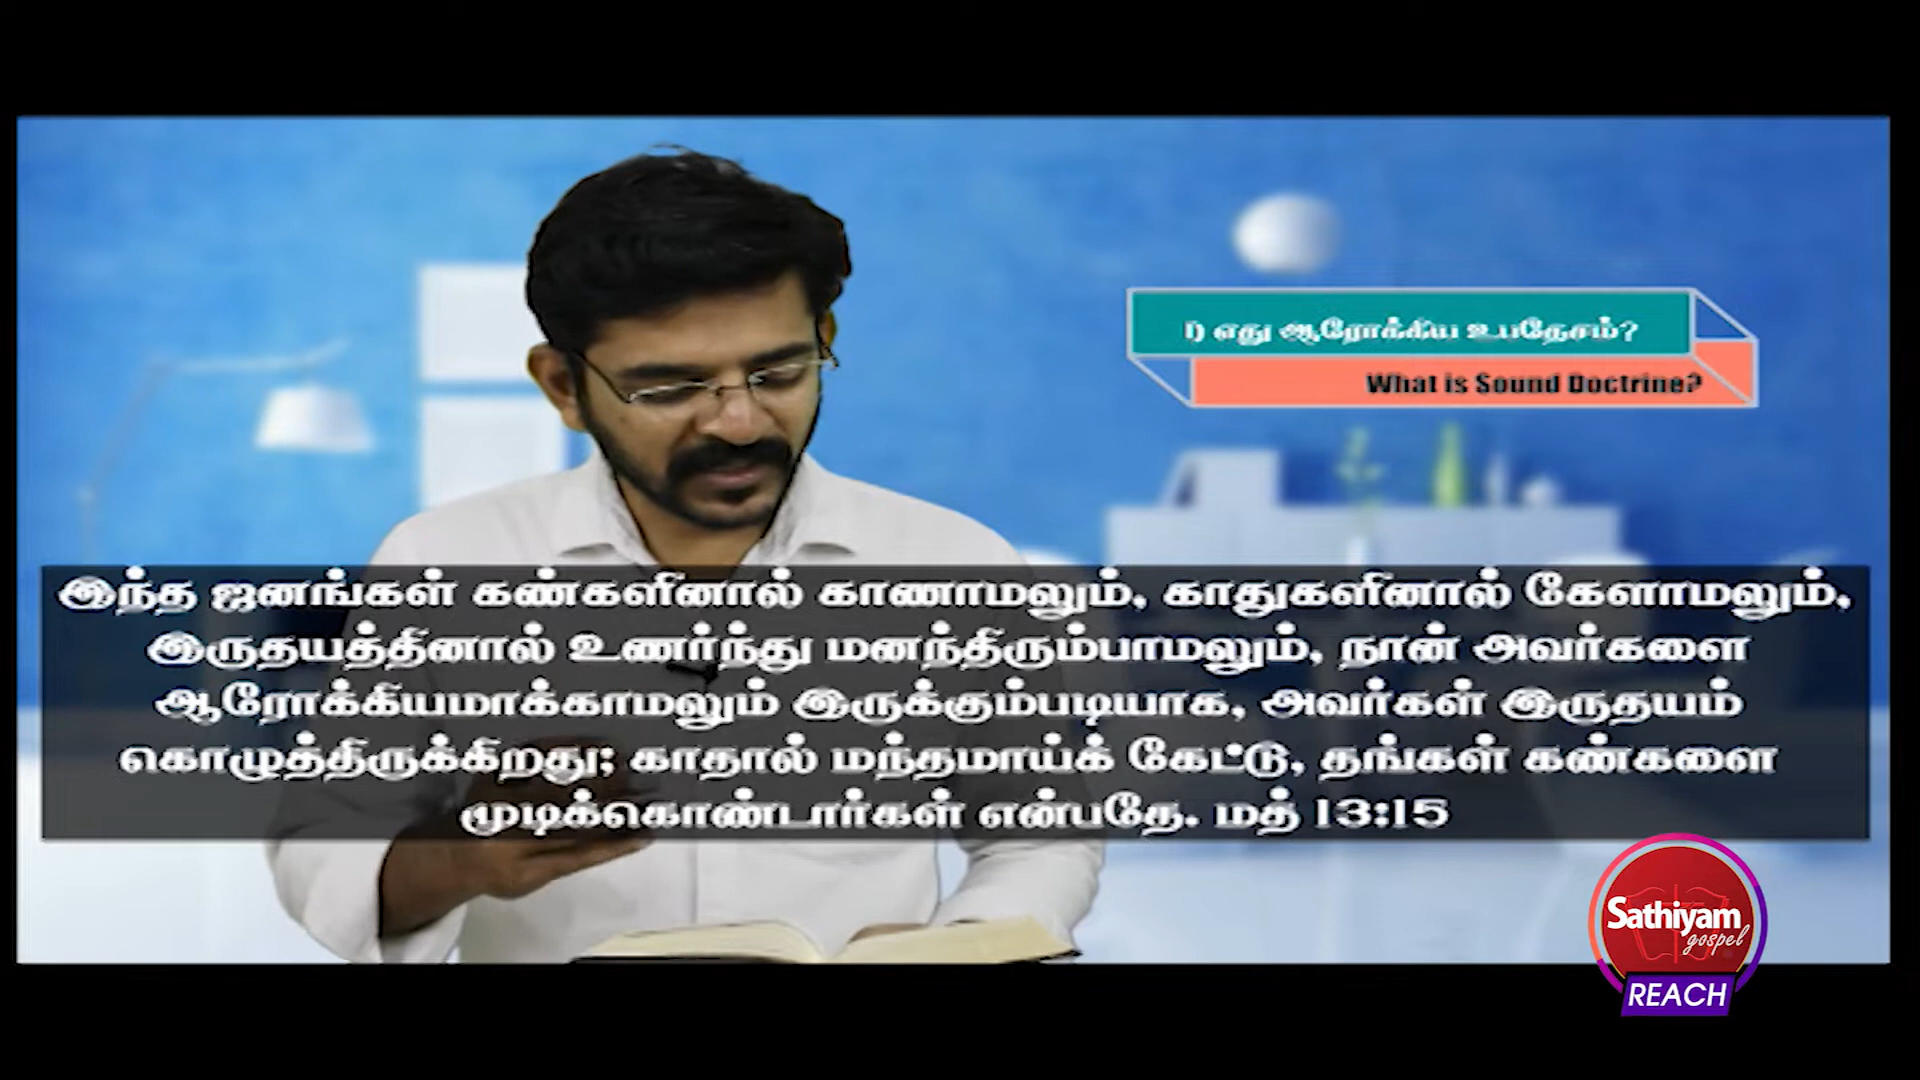 1) எது ஆரோக்கிய உபதேசம்?
What is Sound Doctrine?
இந்த ஜனங்கள் கண்களினால் காணாமலும், காதுகளினால் கேளாமலும்,
இருதயத்தினால் உணர்ந்து மனந்திரும்பாமலும், நான் அவர்களை
ஆரோக்கியமாக்காமலும் இருக்கும்படியாக, அவர்கள் இருதயம்
கொழுத்திருக்கிறது; காதால் மந்தமாய்க் கேட்டு, தங்கள் கண்களை
மூடிக்கொண்டார்கள் என்பதே. மத் 13:15
Sathiyam
gospel
REACH